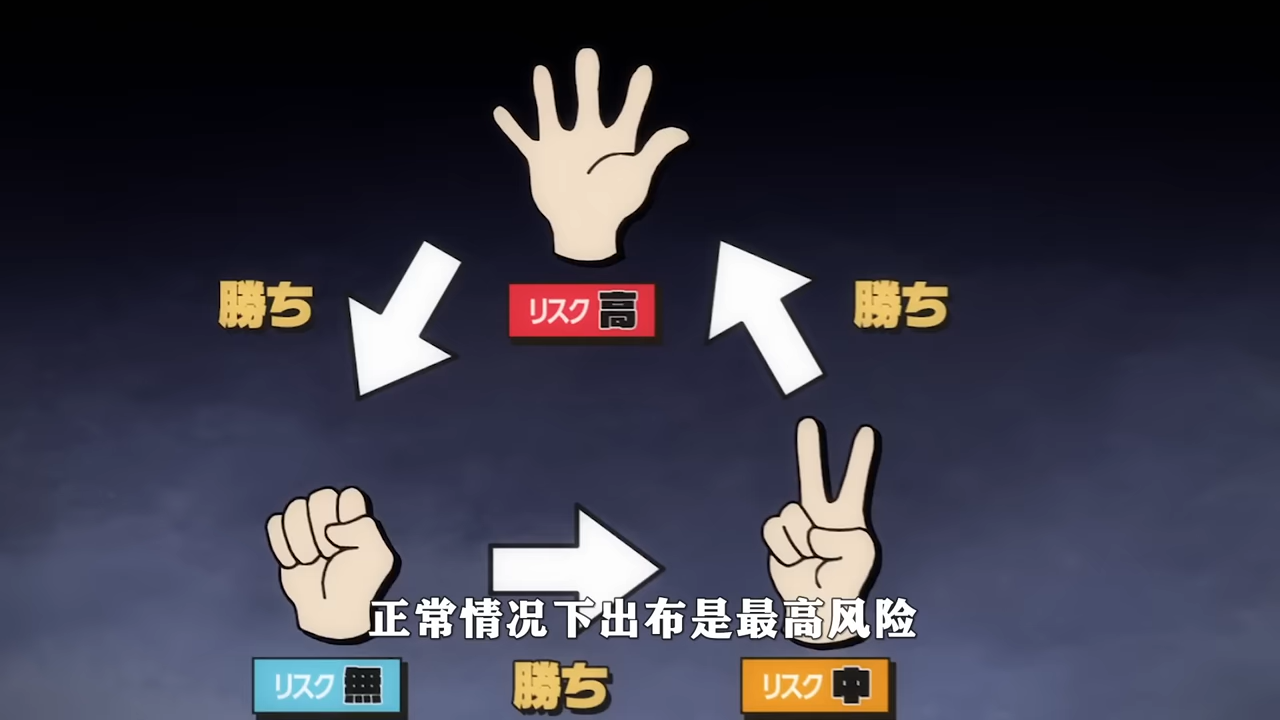 勝ち
リスク 高
勝ち
正常情况下出布是最高风险
リスク 無
勝ち
リスク 中